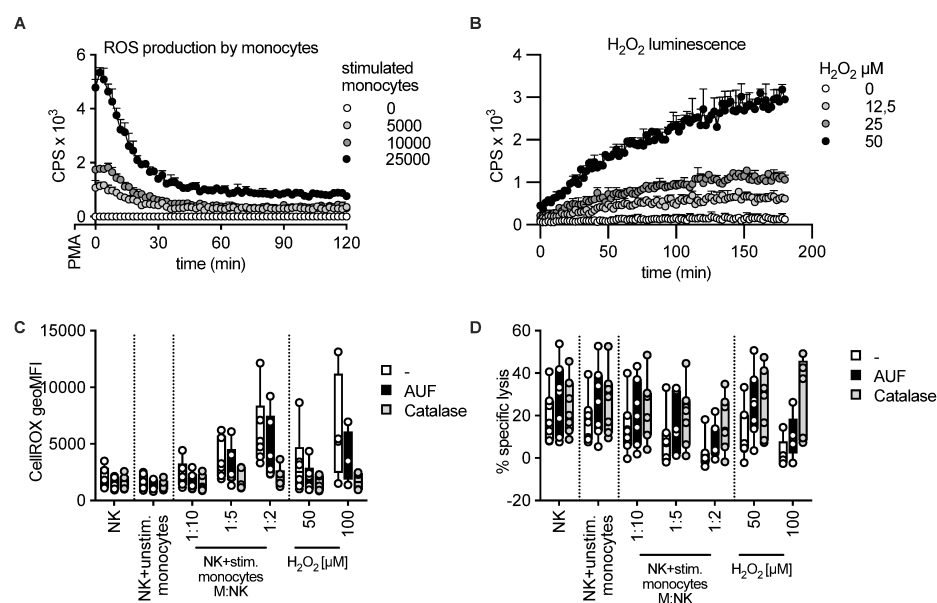 A
ROS production by monocytes
CPS x 10³
6
4
2
0
PMA
0
30
60
90
120
time (min)
stimulated
monocytes
0
5000
10000
25000
B
H₂O₂ luminescence
CPS x 10³
4
3
2
1
0
0
50
100
150
200
time (min)
H₂O₂ µM
0
12,5
25
50
C
CellROX geoMFI
15000
10000
5000
0
NK
NK+unstim.
monocytes
1:10
1:5
1:2
50
100
NK+stim.
monocytes
M:NK
H₂O₂ [µM]
-
AUF
Catalase
D
% specific lysis
60
40
20
0
-20
NK
NK+unstim.
monocytes
1:10
1:5
1:2
50
100
NK+stim.
monocytes
M:NK
H₂O₂ [µM]
-
AUF
Catalase